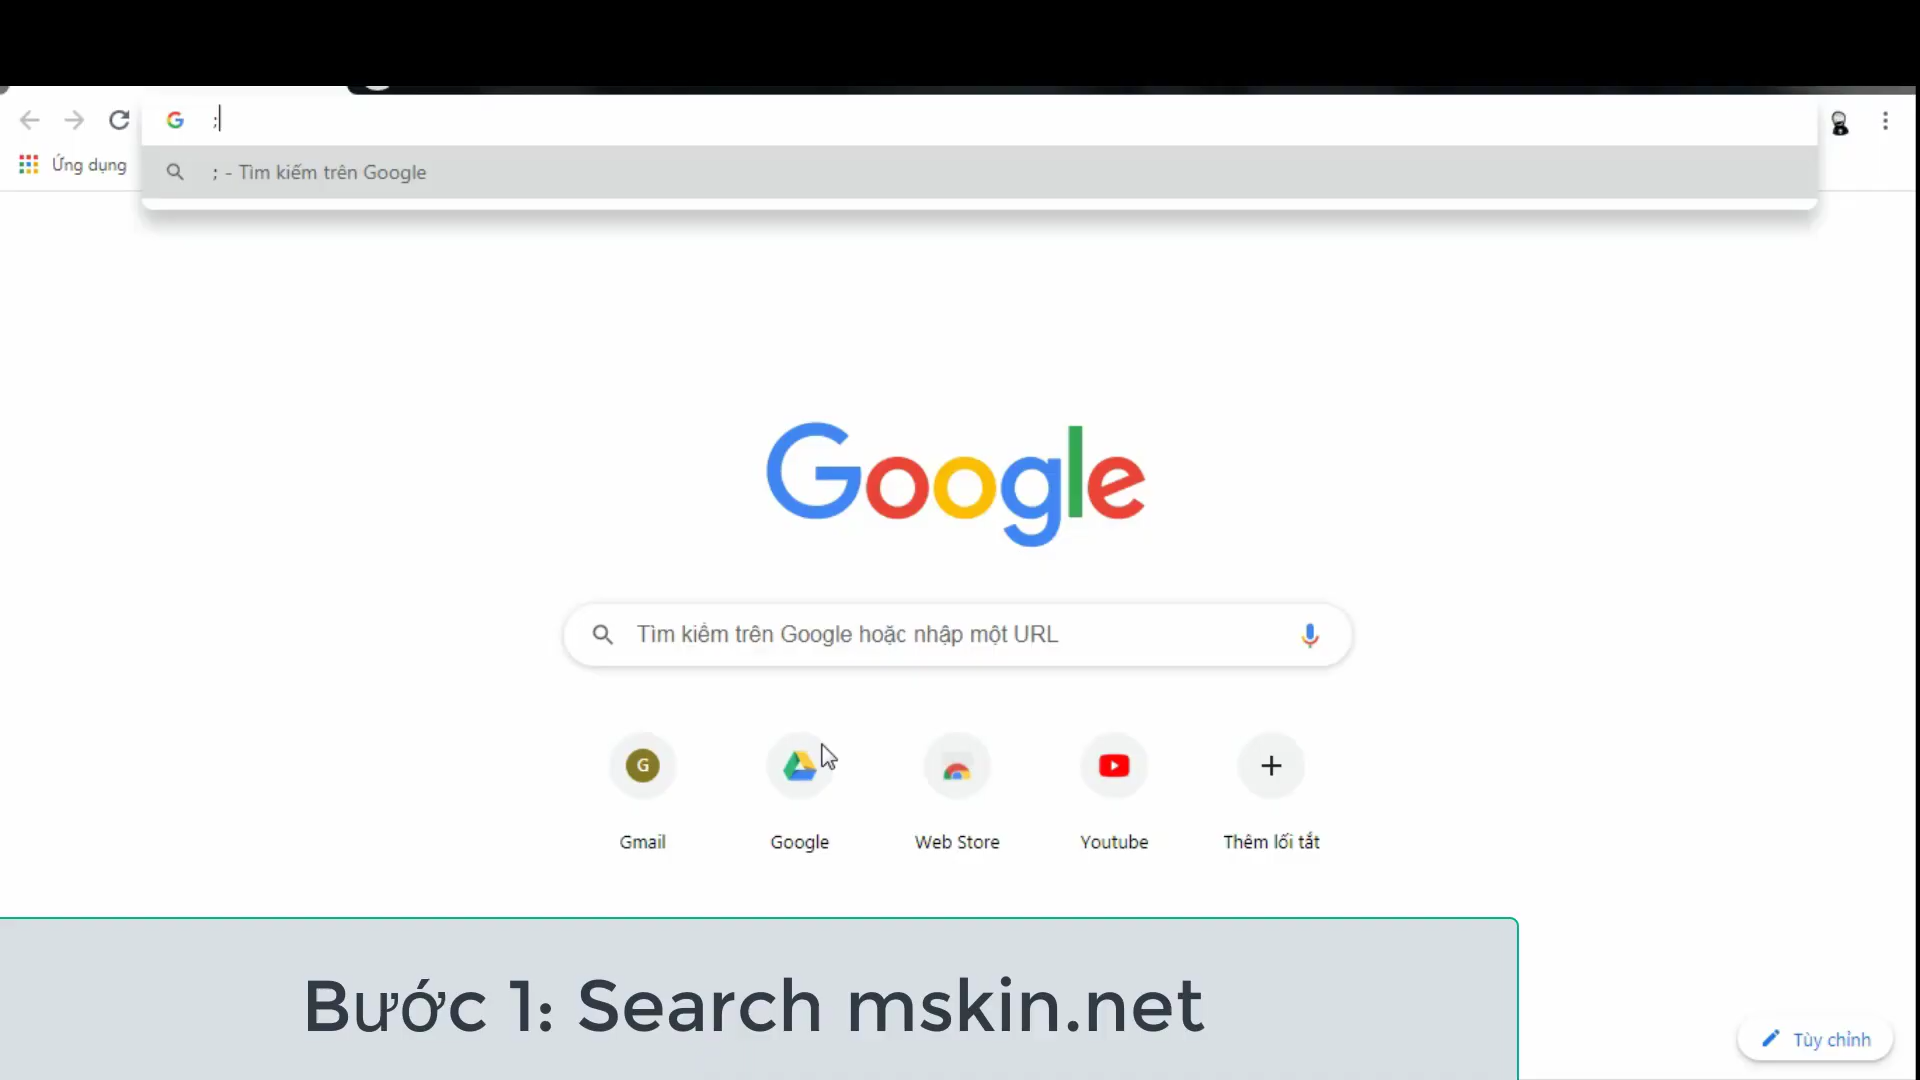 ;
Ứng dụng
; - Tìm kiếm trên Google
Google
Tìm kiếm trên Google hoặc nhập một URL
G
Gmail
Google
Web Store
Youtube
Thêm lối tắt
Bước 1: Search mskin.net
Tùy chỉnh